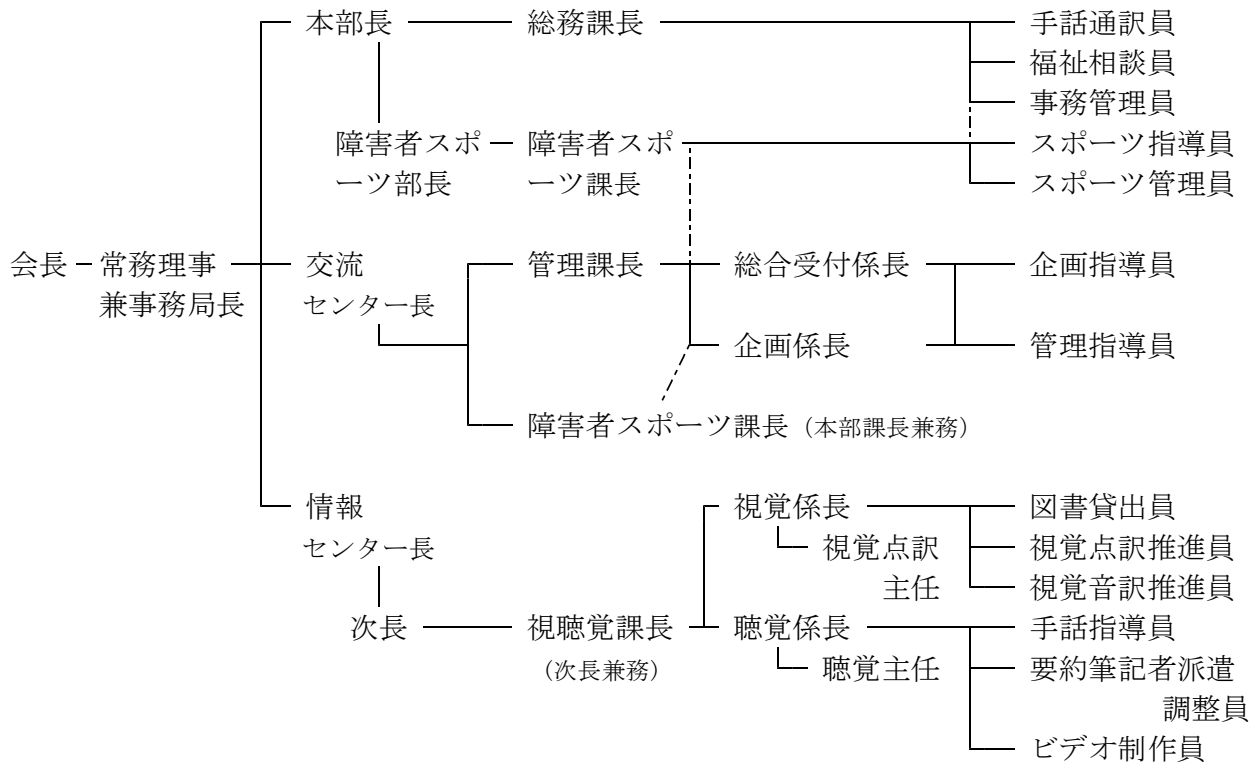 本部長 総務課長 手話通訳員
福祉相談員
事務管理員
障害者スポ 障害者スポ スポーツ指導員
ーツ部長 ーツ課長 スポーツ管理員
会長 常務理事 交流 管理課長 総合受付係長 企画指導員
兼事務局長 センター長
企画係長 管理指導員
障害者スポーツ課長（本部課長兼務）
情報 視覚係長 図書貸出員
センター長 視覚点訳 視覚点訳推進員
主任 視覚音訳推進員
次長 視聴覚課長 聴覚係長 手話指導員
（次長兼務） 聴覚主任 要約筆記者派遣
調整員
ビデオ制作員